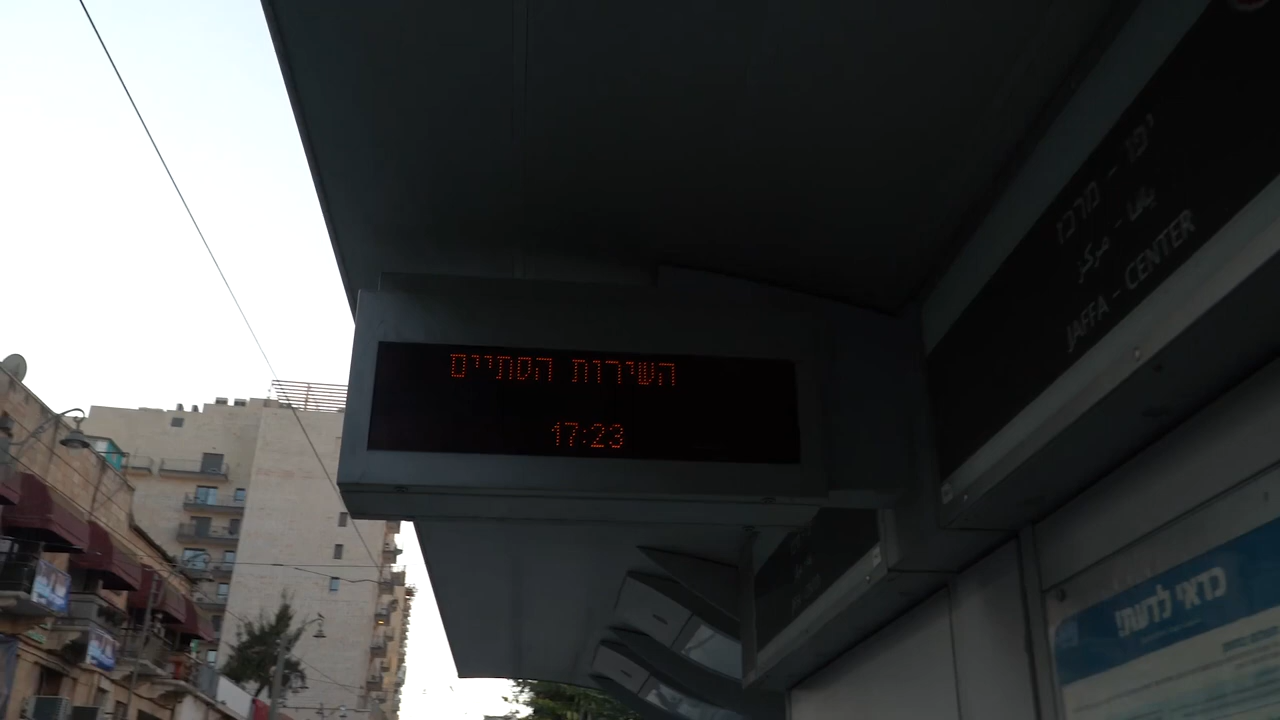 השירות הסתיים
17:23
יפו - מרכז
يافا - مركز
JAFFA - CENTER
כדאי לדעת!